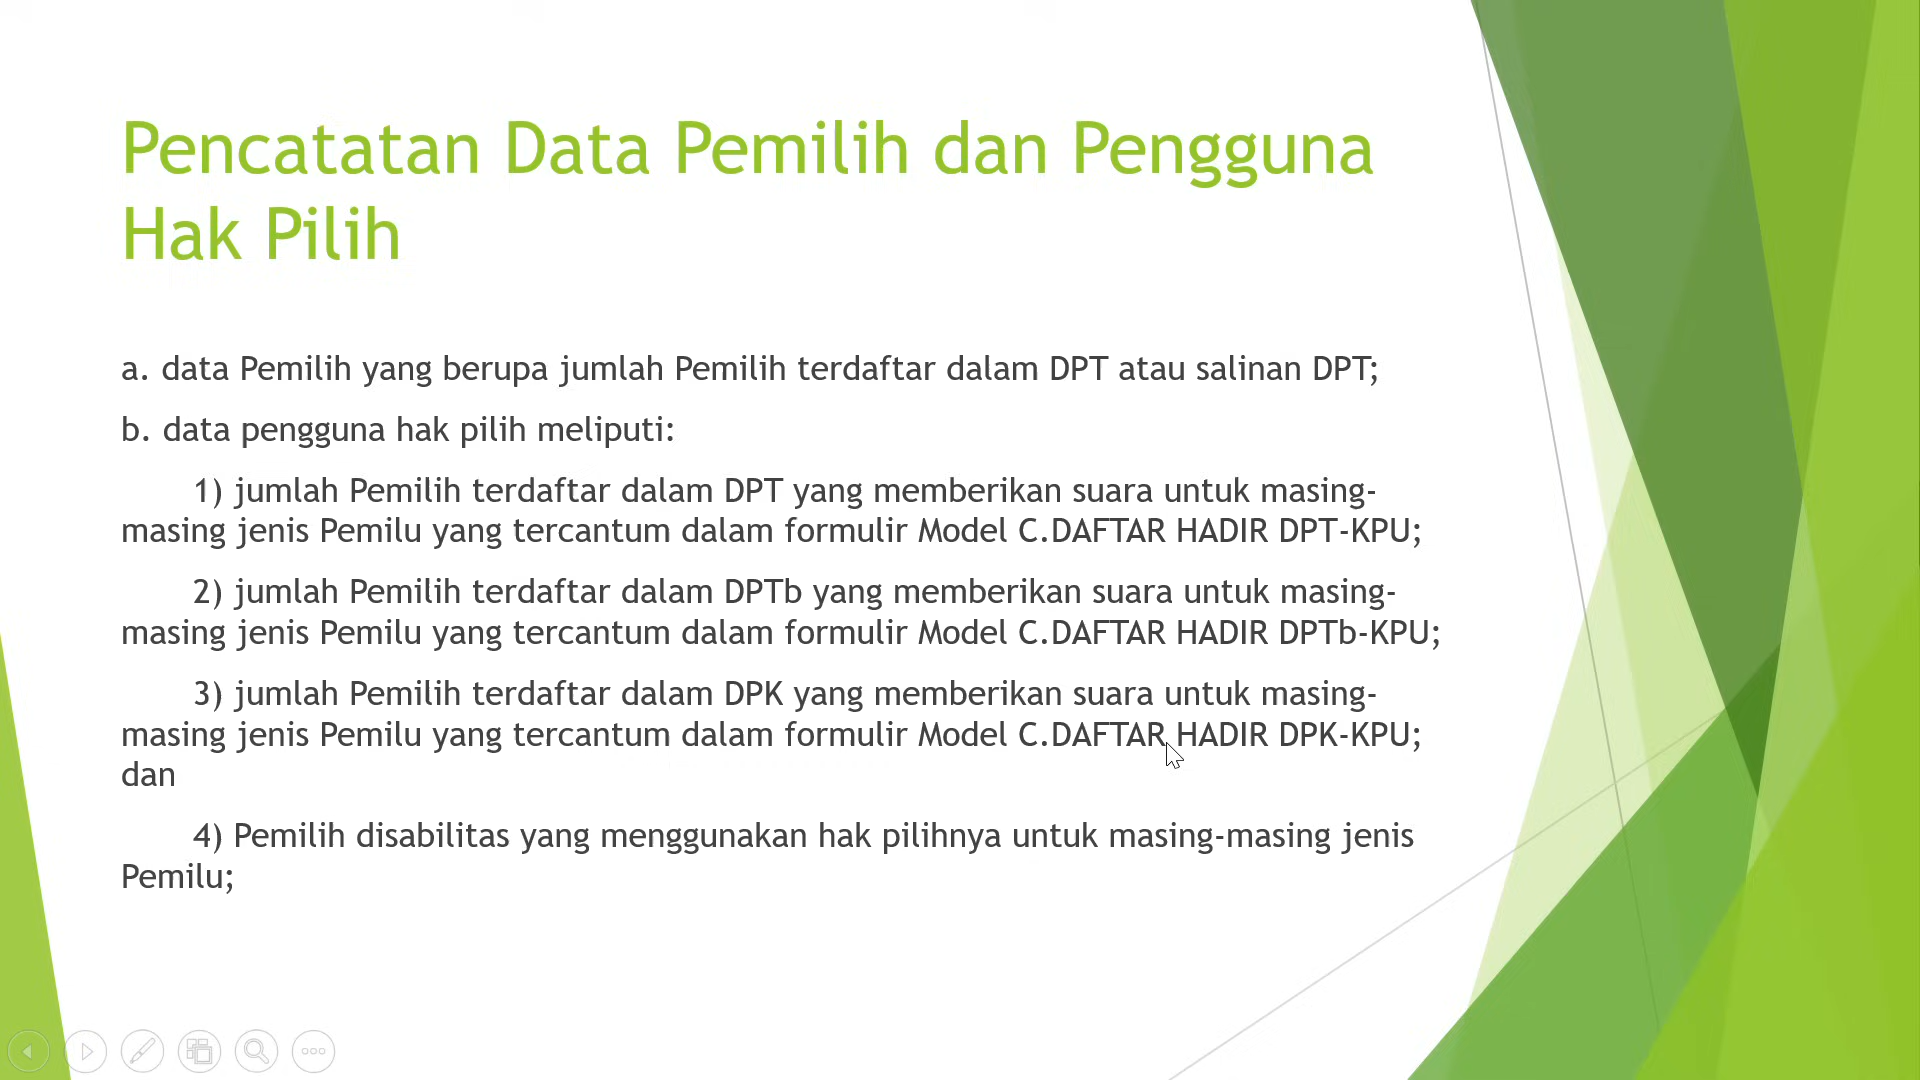 Pencatatan Data Pemilih dan Pengguna
Hak Pilih
a. data Pemilih yang berupa jumlah Pemilih terdaftar dalam DPT atau salinan DPT;
b. data pengguna hak pilih meliputi:
1) jumlah Pemilih terdaftar dalam DPT yang memberikan suara untuk masing-
masing jenis Pemilu yang tercantum dalam formulir Model C.DAFTAR HADIR DPT-KPU;
2) jumlah Pemilih terdaftar dalam DPTb yang memberikan suara untuk masing-
masing jenis Pemilu yang tercantum dalam formulir Model C.DAFTAR HADIR DPTb-KPU;
3) jumlah Pemilih terdaftar dalam DPK yang memberikan suara untuk masing-
masing jenis Pemilu yang tercantum dalam formulir Model C.DAFTAR HADIR DPK-KPU;
dan
4) Pemilih disabilitas yang menggunakan hak pilihnya untuk masing-masing jenis
Pemilu;